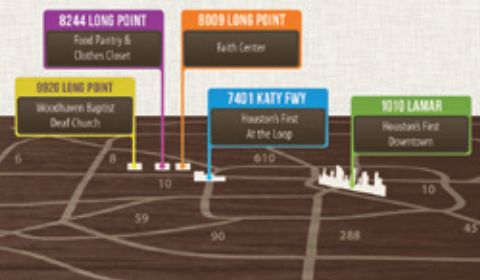 8244 LONG POINT
Food Pantry &
Clothes Closet
8009 LONG POINT
Faith Center
9920 LONG POINT
Woodhaven Baptist
Deaf Church
7401 KATY FWY
Houston's First
At the Loop
1010 LAMAR
Houston's First
Downtown
6
8
610
10
10
59
90
288
45